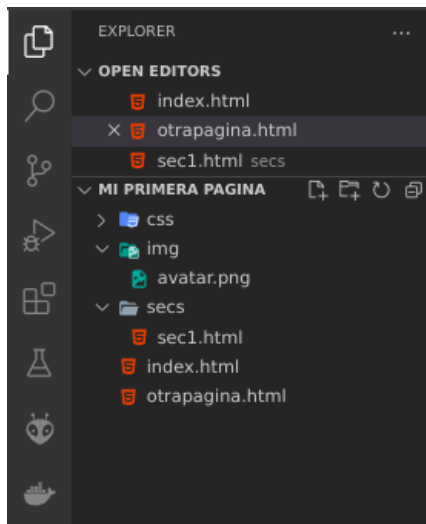 EXPLORER
OPEN EDITORS
index.html
otrapagina.html
sec1.html secs
MI PRIMERA PAGINA
css
img
avatar.png
secs
sec1.html
index.html
otrapagina.html